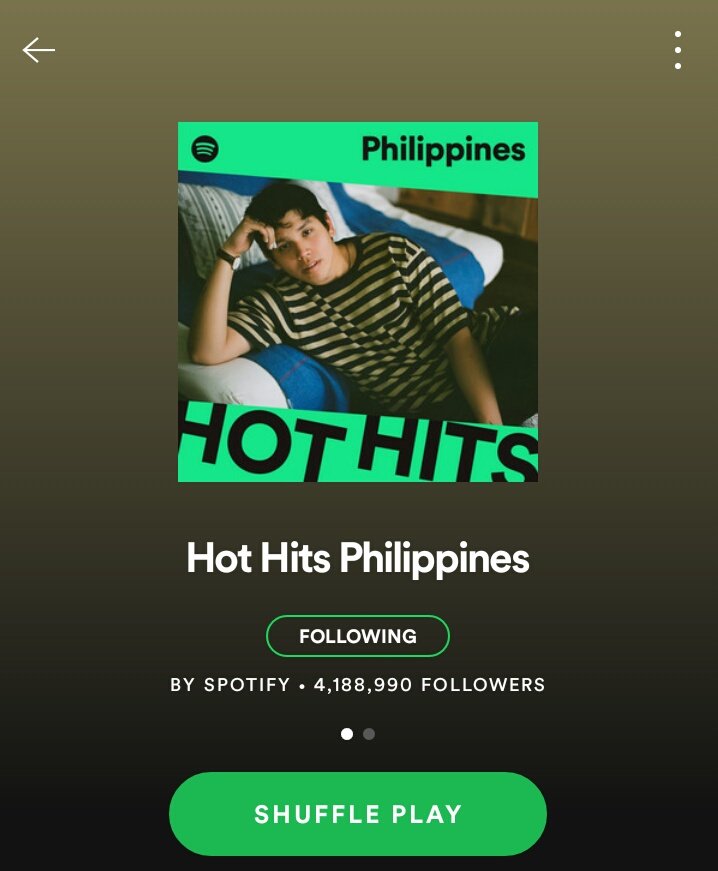 Philippines
HOT HITS
Hot Hits Philippines
FOLLOWING
BY SPOTIFY • 4,188,990 FOLLOWERS
SHUFFLE PLAY